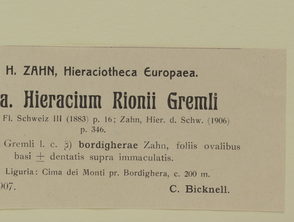 H. ZAHN, Hieraciotheca Europaea.
a. Hieracium Rionii Gremli
Fl. Schweiz III (1883) p. 16; Zahn, Hier. d. Schw. (1906)
p. 346.
Gremli l. c. β) bordigherae Zahn, foliis ovalibus
basi ± dentatis supra immaculatis.
Liguria: Cima dei Monti pr. Bordighera, c. 200 m.
907. C. Bicknell.